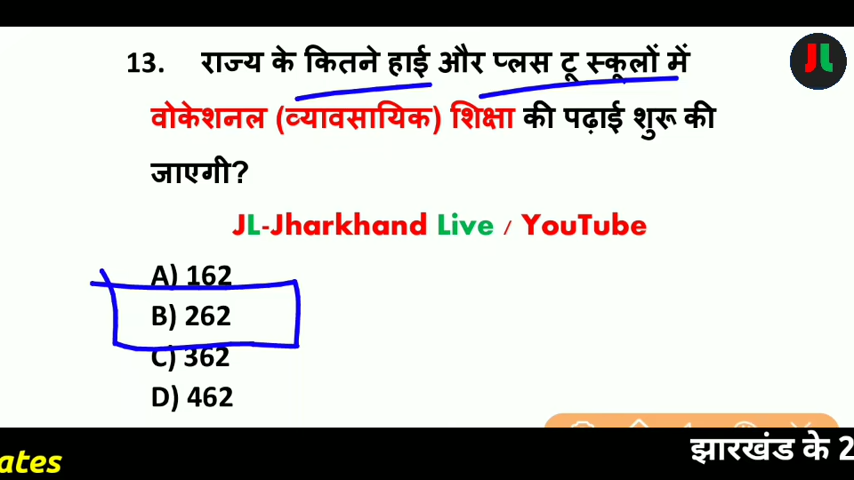 JL
13. राज्य के कितने हाई और प्लस टू स्कूलों में
वोकेशनल (व्यावसायिक) शिक्षा की पढ़ाई शुरू की
जाएगी?
JL-Jharkhand Live / YouTube
A) 162
B) 262
C) 362
D) 462
ates झारखंड के 2